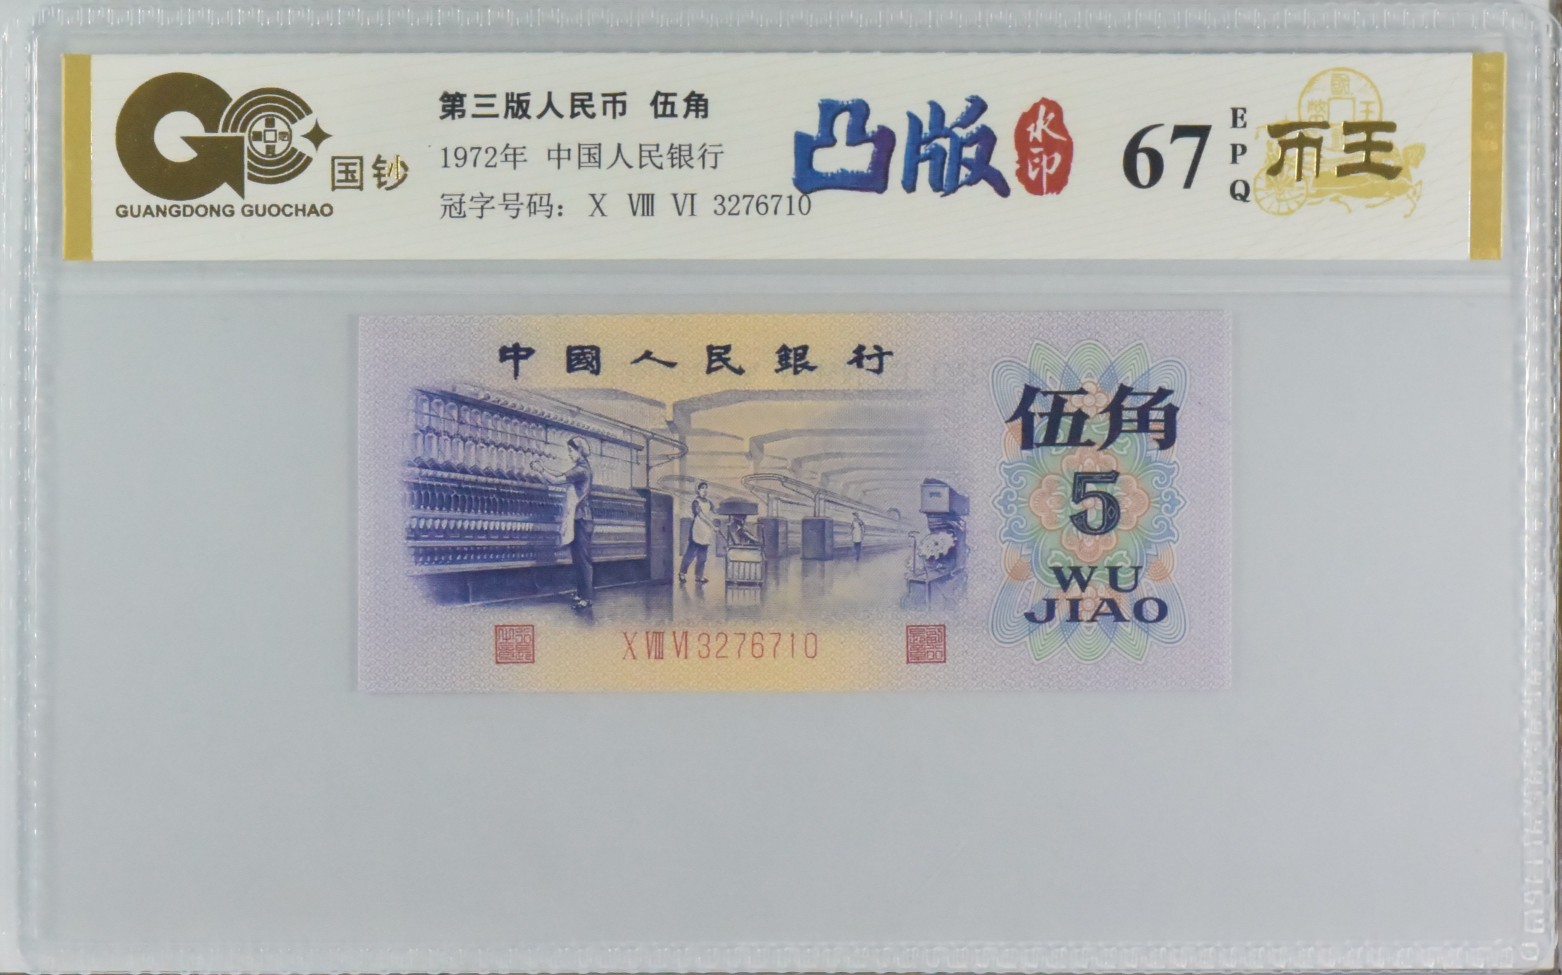 国钞
GUANGDONG GUOCHAO
第三版人民币 伍角
1972年 中国人民银行
冠字号码： X Ⅷ Ⅵ 3276710
凸版
水印
67
EPQ
币王
中國人民銀行
伍角
5
WU
JIAO
X Ⅷ Ⅵ 3276710